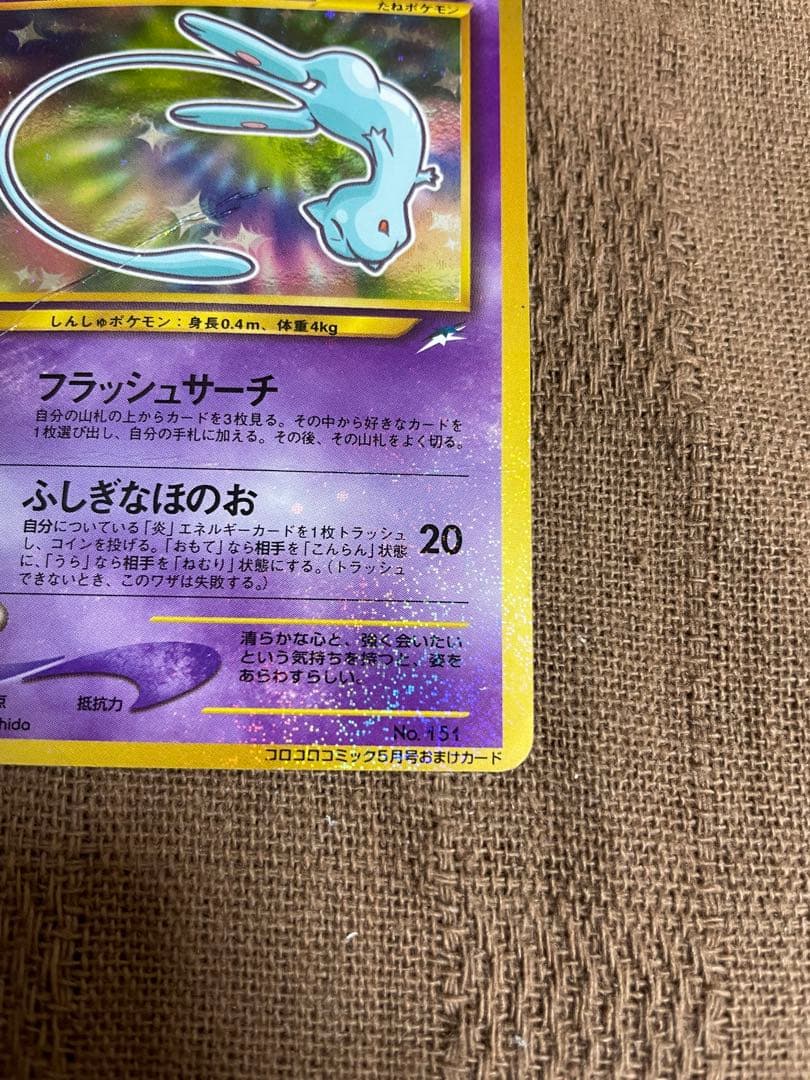 たねポケモン
しんしゅポケモン：身長0.4m、体重4kg
フラッシュサーチ
自分の山札の上からカードを3枚見る。その中から好きなカードを
1枚選び出し、自分の手札に加える。その後、その山札をよく切る。
ふしぎなほのお
自分についている「炎」エネルギーカードを1枚トラッシュ
し、コインを投げる。「おもて」なら相手を「こんらん」状態
に、「うら」なら相手を「ねむり」状態にする。（トラッシュ
できないとき、このワザは失敗する。）
20
清らかな心と、強く会いたい
という気持ちを持つと、姿を
あらわすらしい。
抵抗力
hida
No. 151
コロコロコミック5月号おまけカード